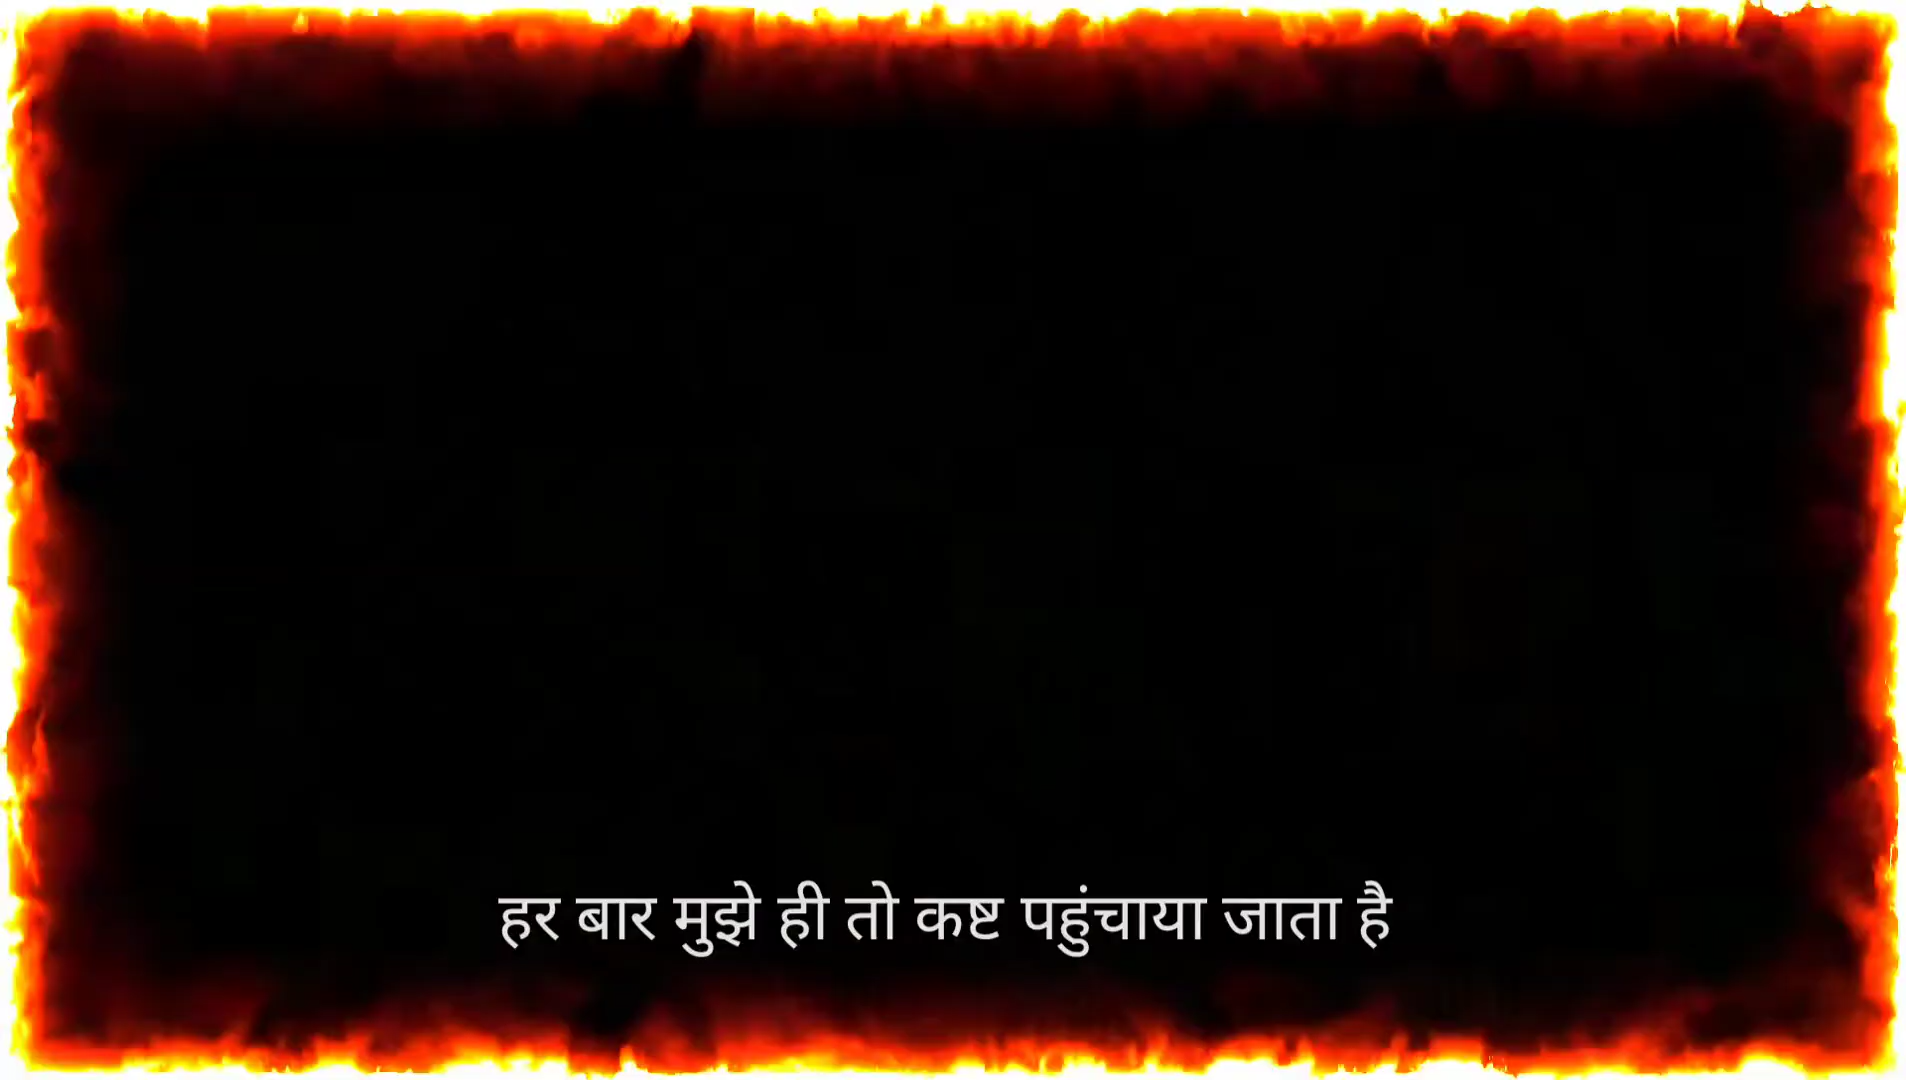 हर बार मुझे ही तो कष्ट पहुंचाया जाता है